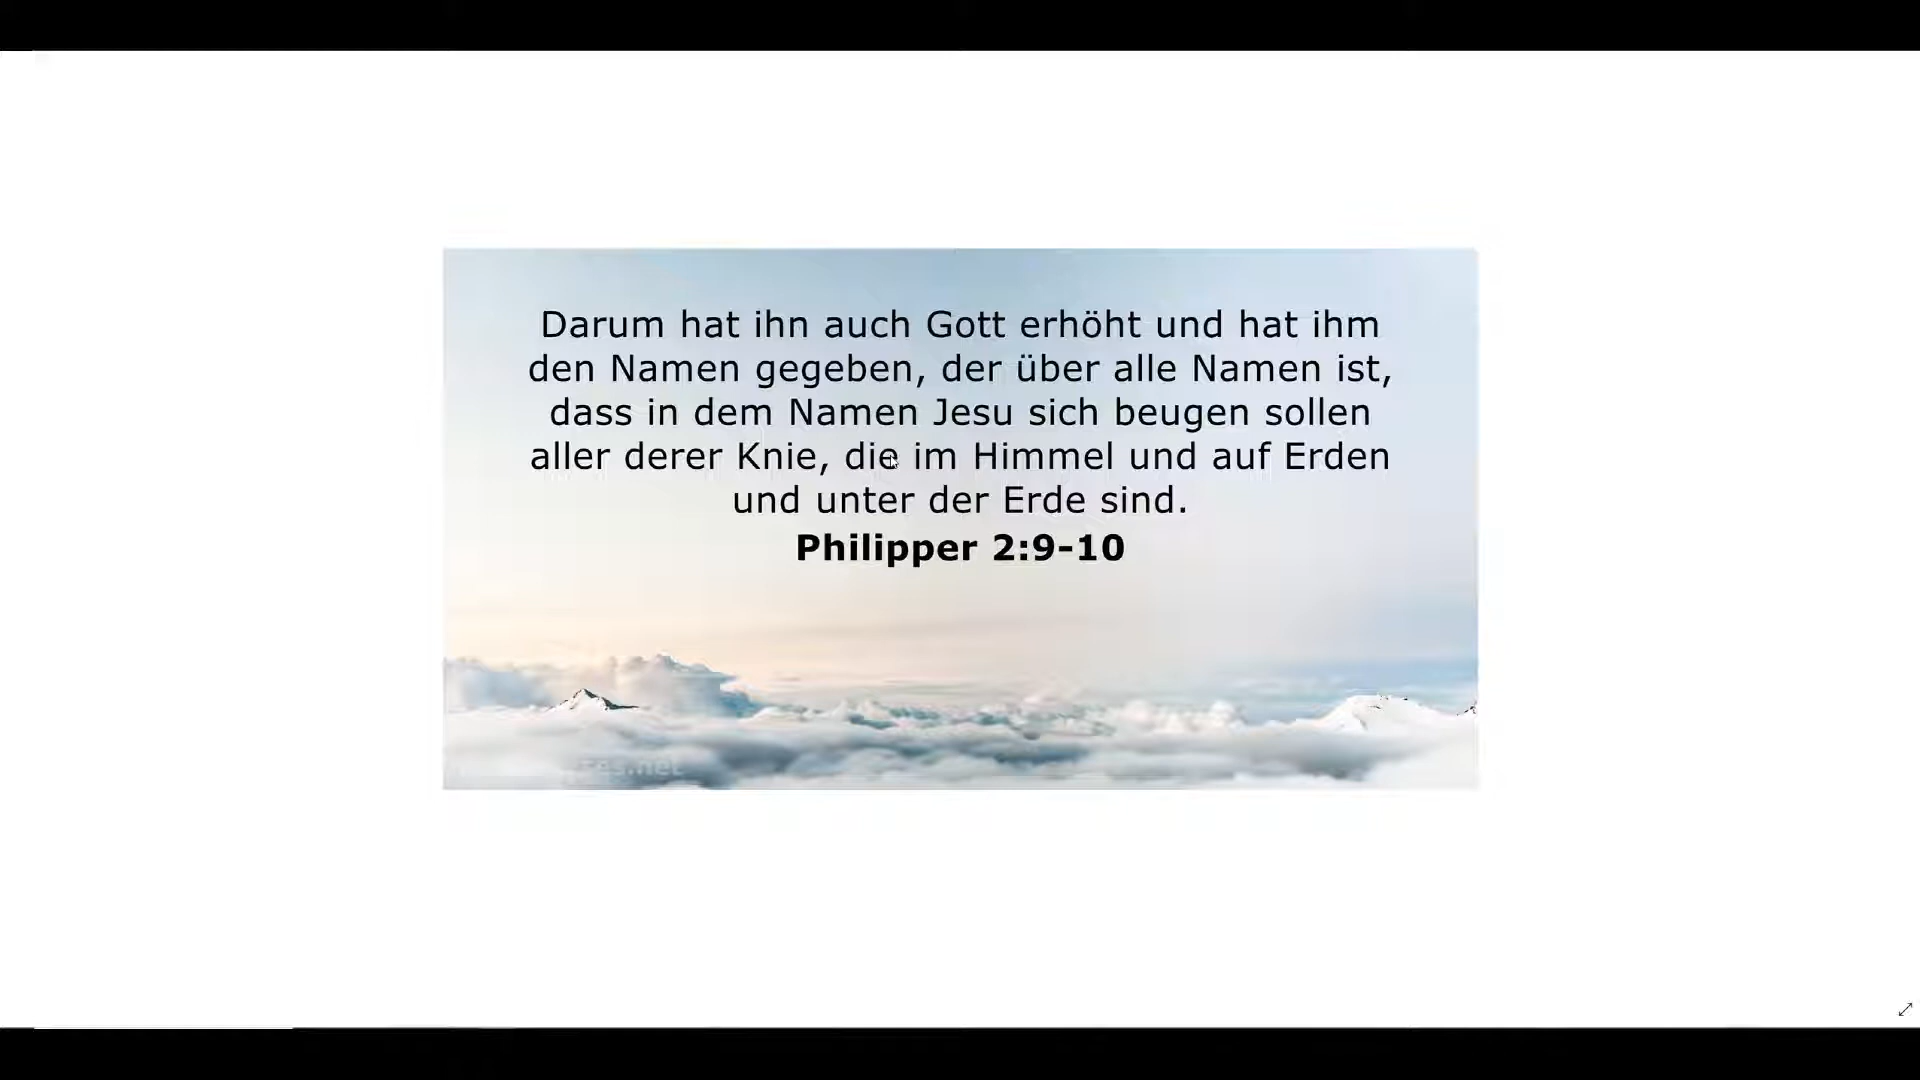 Darum hat ihn auch Gott erhöht und hat ihm
den Namen gegeben, der über alle Namen ist,
dass in dem Namen Jesu sich beugen sollen
aller derer Knie, die im Himmel und auf Erden
und unter der Erde sind.
Philipper 2:9-10